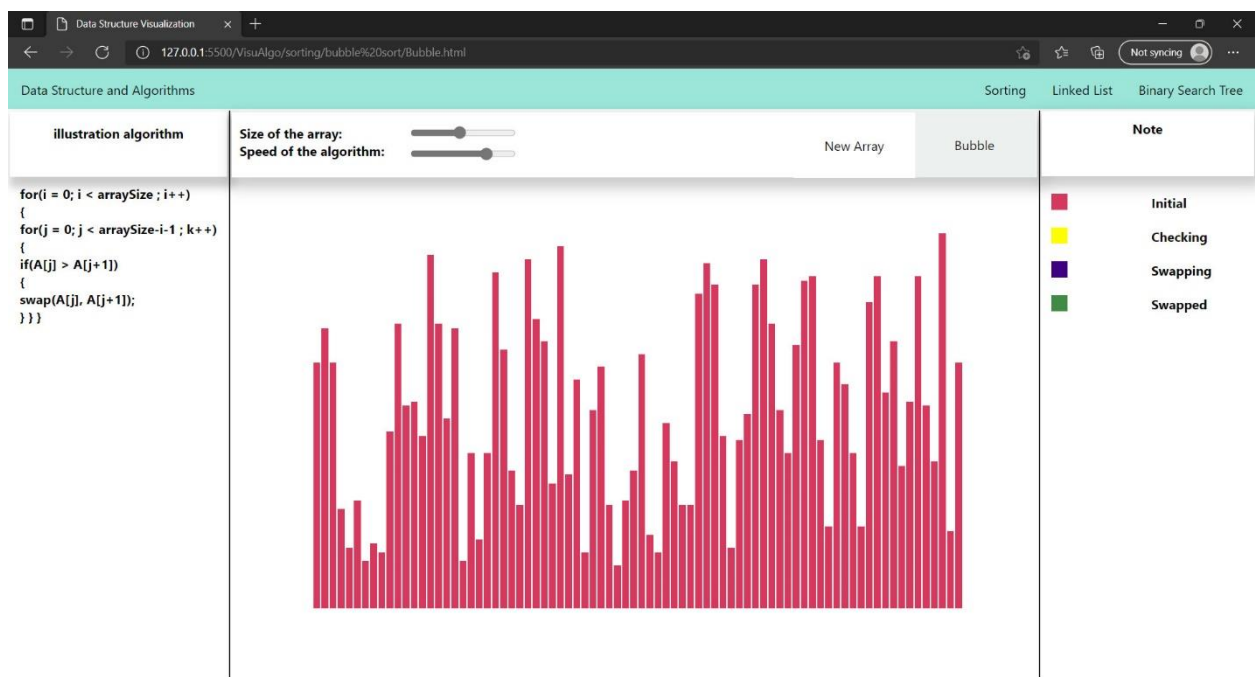 Data Structure Visualization
127.0.0.1:5500/VisuAlgo/sorting/bubble%20sort/Bubble.html
Not syncing
Data Structure and Algorithms
Sorting
Linked List
Binary Search Tree
illustration algorithm
Size of the array:
Speed of the algorithm:
New Array
Bubble
Note
for(i = 0; i < arraySize ; i++)
{
for(j = 0; j < arraySize-i-1 ; k++)
{
if(A[j] > A[j+1])
{
swap(A[j], A[j+1]);
} } }
Initial
Checking
Swapping
Swapped